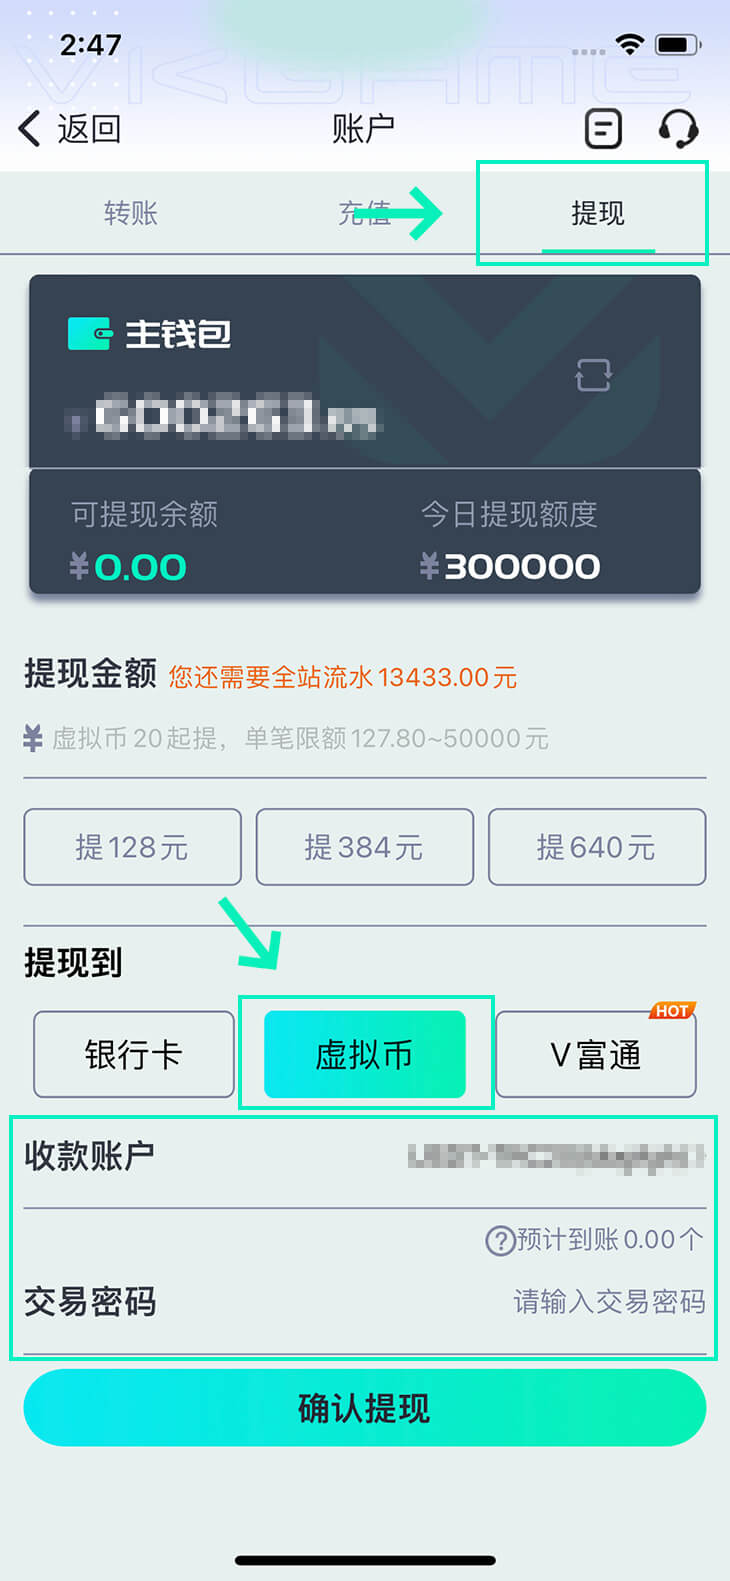 2:47
VKGAME
返回
账户
转账
充值
提现
主钱包
可提现余额
今日提现额度
¥0.00
¥300000
提现金额 您还需要全站流水13433.00元
¥ 虚拟币20起提，单笔限额127.80~50000元
提128元
提384元
提640元
提现到
银行卡
虚拟币
V富通
HOT
收款账户
?预计到账0.00个
交易密码
请输入交易密码
确认提现